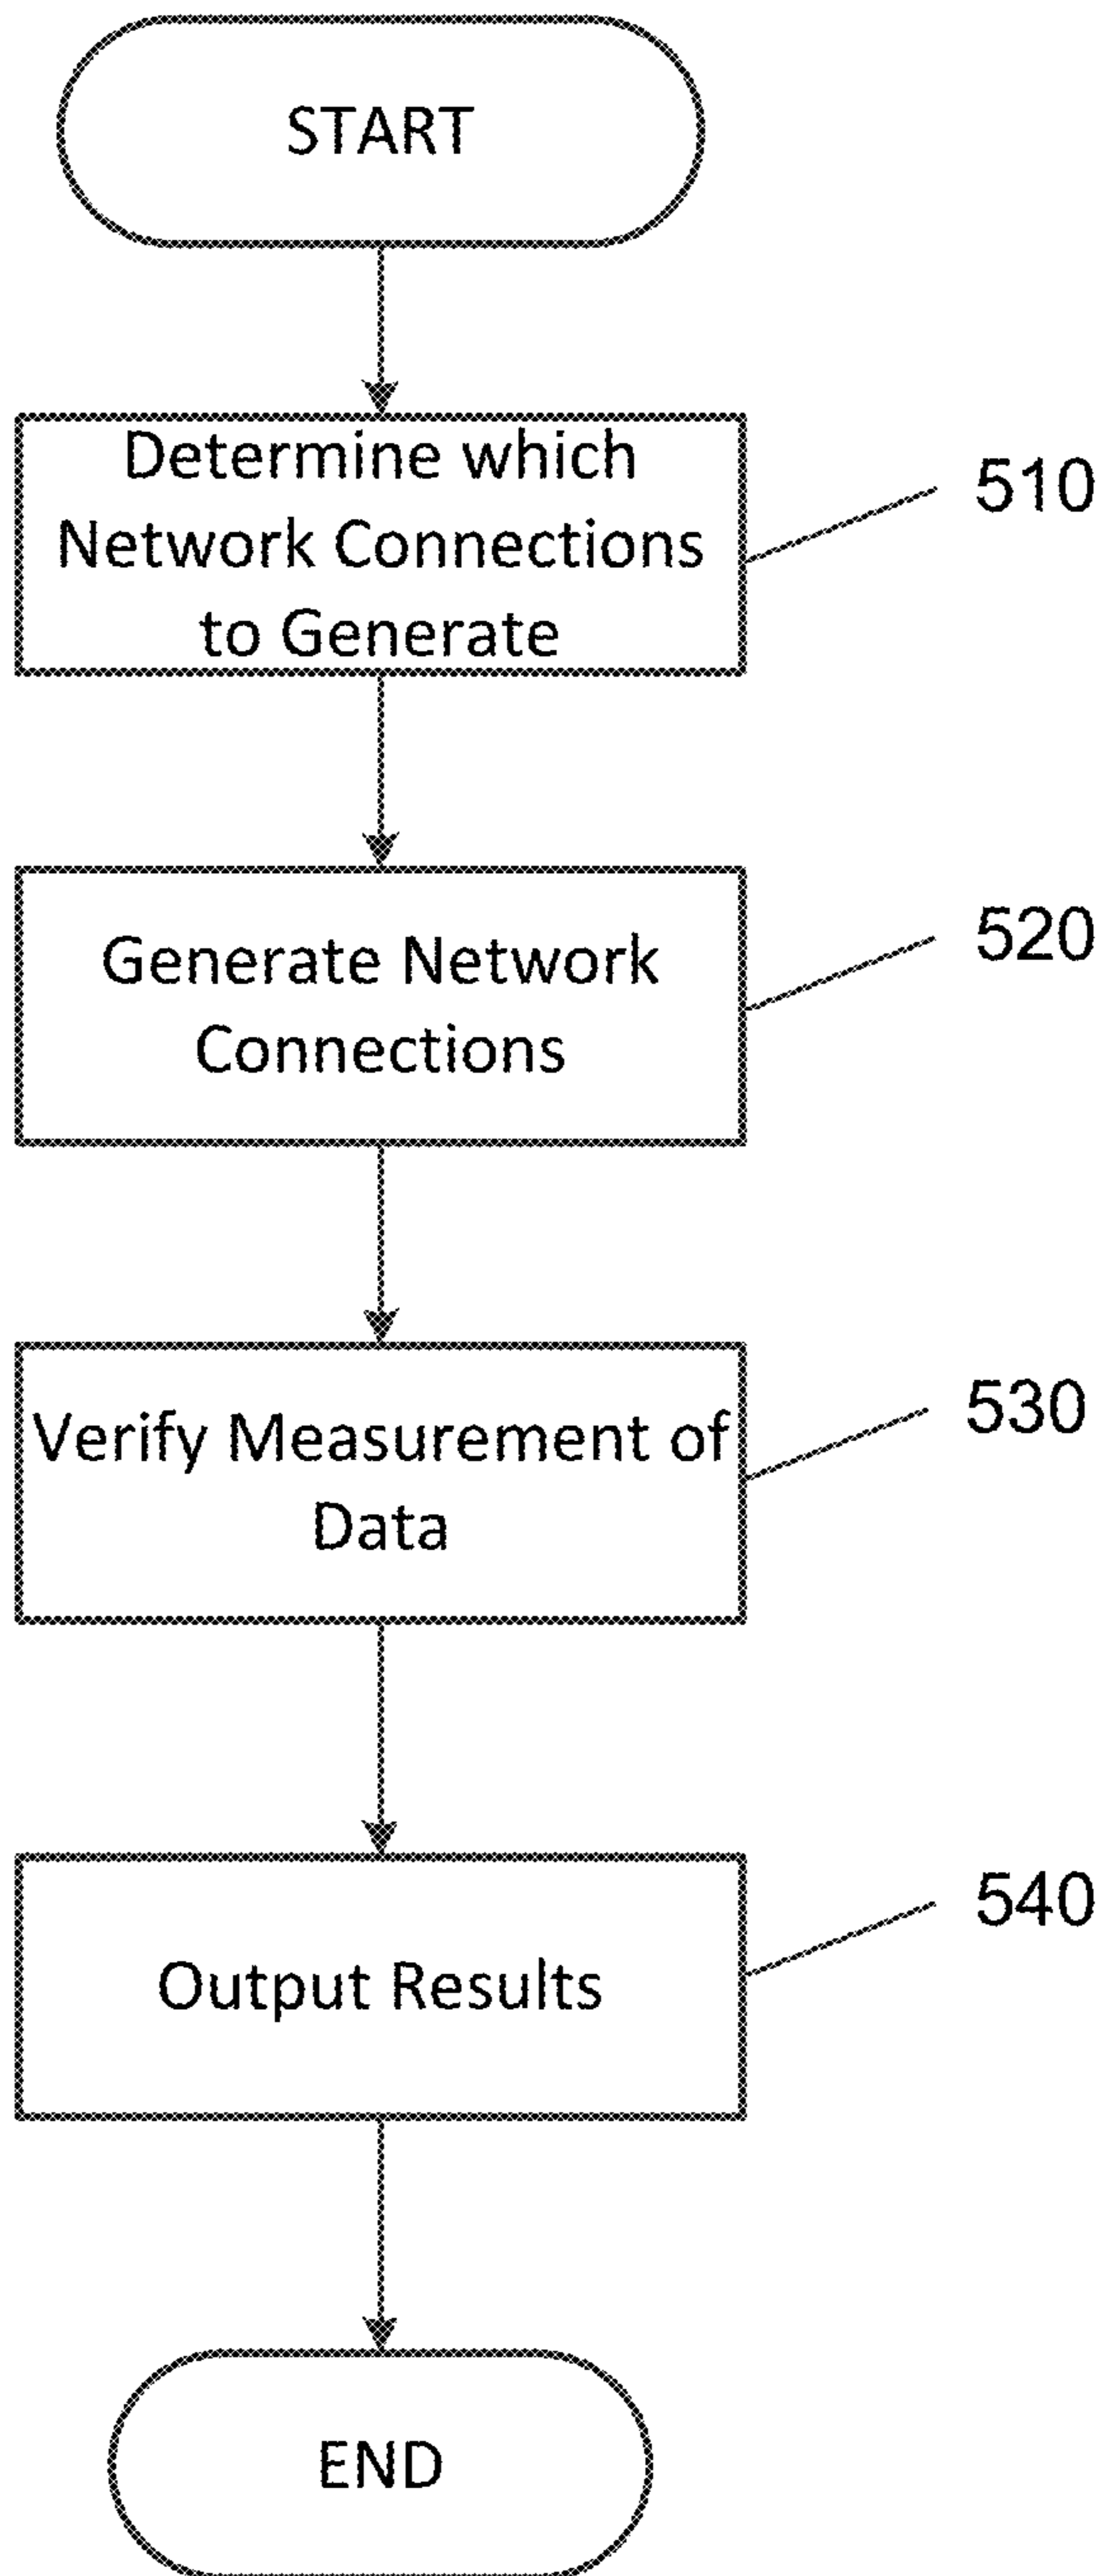 START
Determine which
Network Connections
to Generate
510
Generate Network
Connections
520
Verify Measurement of
Data
530
Output Results
540
END